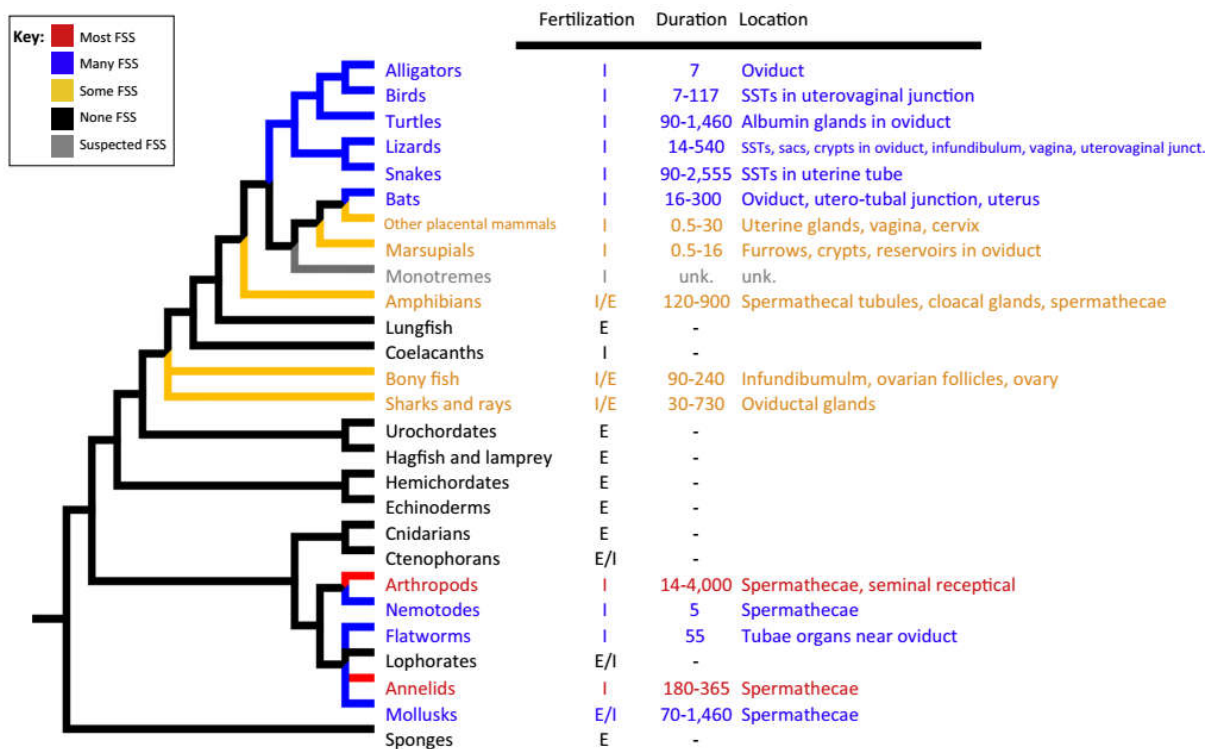 Fertilization Duration Location
Key:
Most FSS
Many FSS
Some FSS
None FSS
Suspected FSS
Alligators I 7 Oviduct
Birds I 7-117 SSTs in uterovaginal junction
Turtles I 90-1,460 Albumin glands in oviduct
Lizards I 14-540 SSTs, sacs, crypts in oviduct, infundibulum, vagina, uterovaginal junct.
Snakes I 90-2,555 SSTs in uterine tube
Bats I 16-300 Oviduct, utero-tubal junction, uterus
Other placental mammals I 0.5-30 Uterine glands, vagina, cervix
Marsupials I 0.5-16 Furrows, crypts, reservoirs in oviduct
Monotremes I unk. unk.
Amphibians I/E 120-900 Spermathecal tubules, cloacal glands, spermathecae
Lungfish E -
Coelacanths I -
Bony fish I/E 90-240 Infundibumulm, ovarian follicles, ovary
Sharks and rays I/E 30-730 Oviductal glands
Urochordates E -
Hagfish and lamprey E -
Hemichordates E -
Echinoderms E -
Cnidarians E -
Ctenophorans E/I -
Arthropods I 14-4,000 Spermathecae, seminal receptical
Nemotodes I 5 Spermathecae
Flatworms I 55 Tubae organs near oviduct
Lophorates E/I -
Annelids I 180-365 Spermathecae
Mollusks E/I 70-1,460 Spermathecae
Sponges E -